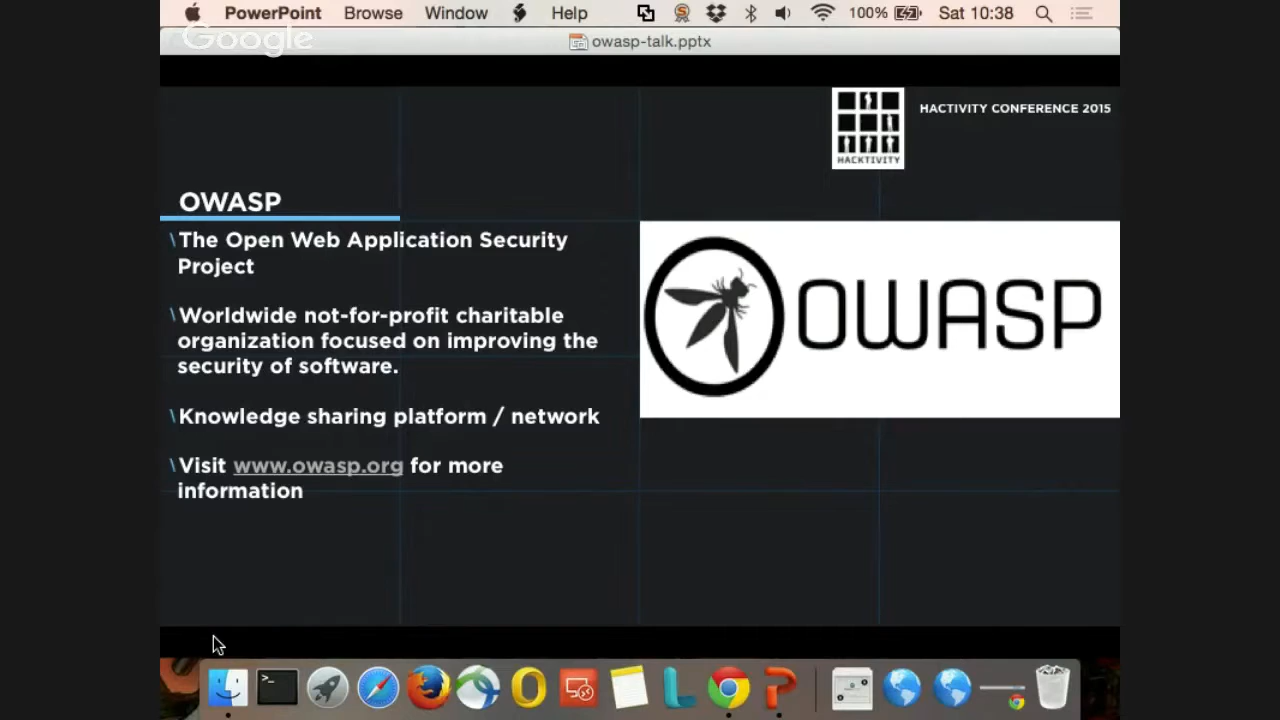 PowerPoint Browse Window Help 100% Sat 10:38
Google
owasp-talk.pptx
HACKTIVITY
HACTIVITY CONFERENCE 2015
OWASP
\The Open Web Application Security
Project
\Worldwide not-for-profit charitable
organization focused on improving the
security of software.
\Knowledge sharing platform / network
\Visit www.owasp.org for more
information
OWASP